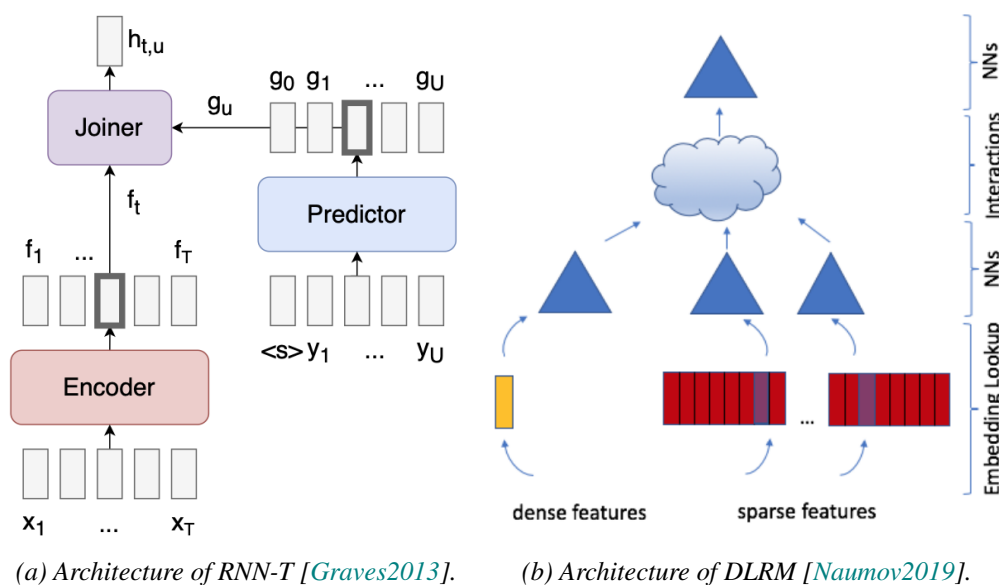 h_{t,u}
Joiner
g_u
g_0 g_1 ... g_U
Predictor
f_t
f_1 ... f_T
<s> y_1 ... y_U
Encoder
x_1 ... x_T
(a) Architecture of RNN-T [Graves2013].
NNs
Interactions
NNs
Embedding Lookup
...
dense features
sparse features
(b) Architecture of DLRM [Naumov2019].